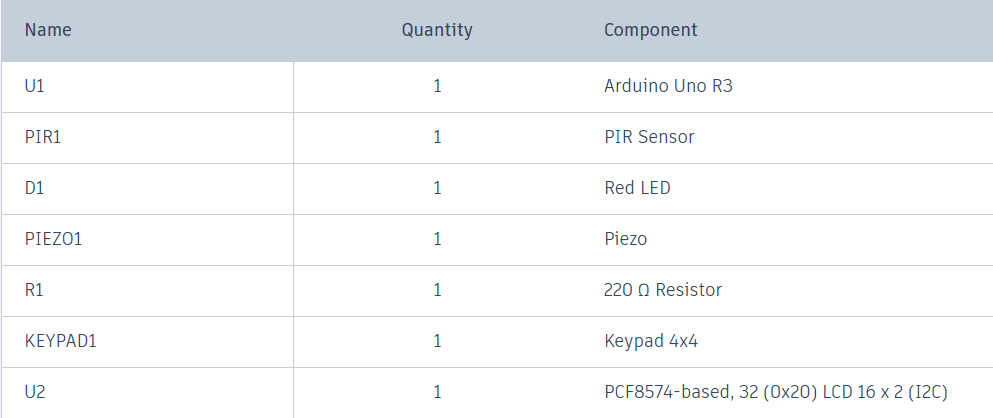 Name Quantity Component
U1 1 Arduino Uno R3
PIR1 1 PIR Sensor
D1 1 Red LED
PIEZO1 1 Piezo
R1 1 220 Ω Resistor
KEYPAD1 1 Keypad 4x4
U2 1 PCF8574-based, 32 (0x20) LCD 16 x 2 (I2C)